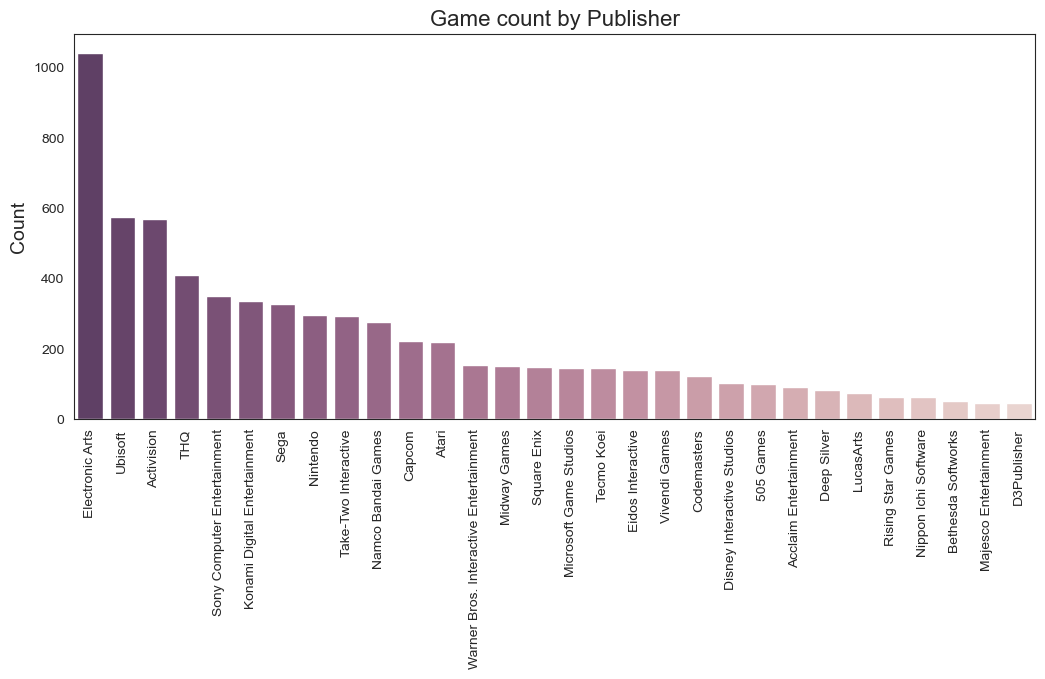 Game count by Publisher
Count
1000
800
600
400
200
0
Electronic Arts
Ubisoft
Activision
THQ
Sony Computer Entertainment
Konami Digital Entertainment
Sega
Nintendo
Take-Two Interactive
Namco Bandai Games
Capcom
Atari
Warner Bros. Interactive Entertainment
Midway Games
Square Enix
Microsoft Game Studios
Tecmo Koei
Eidos Interactive
Vivendi Games
Codemasters
Disney Interactive Studios
505 Games
Acclaim Entertainment
Deep Silver
LucasArts
Rising Star Games
Nippon Ichi Software
Bethesda Softworks
Majesco Entertainment
D3Publisher